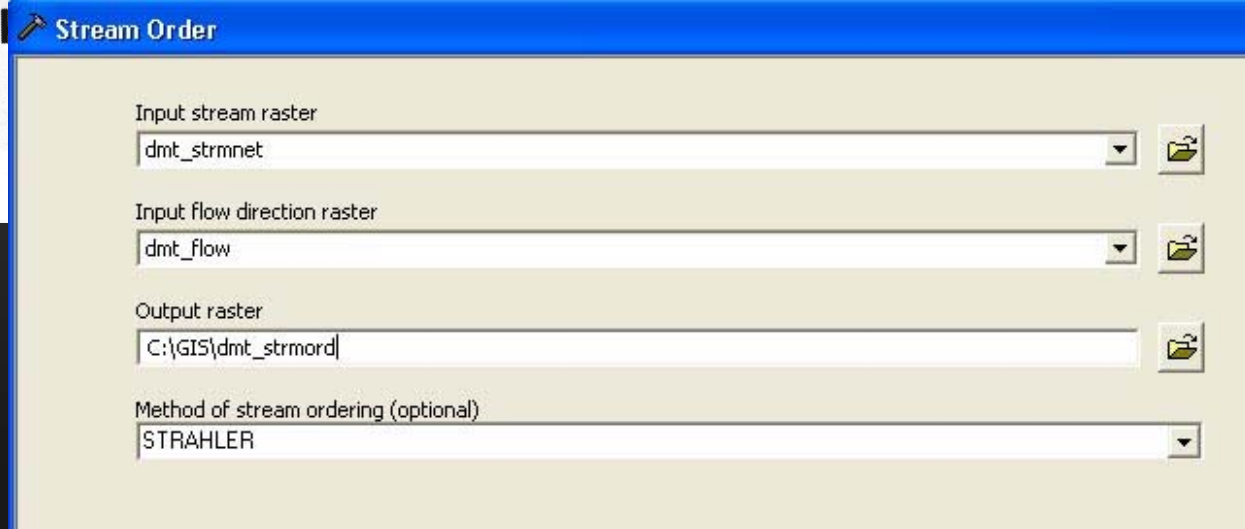 Stream Order
Input stream raster
dmt_strmnet
Input flow direction raster
dmt_flow
Output raster
C:\GIS\dmt_strmord
Method of stream ordering (optional)
STRAHLER